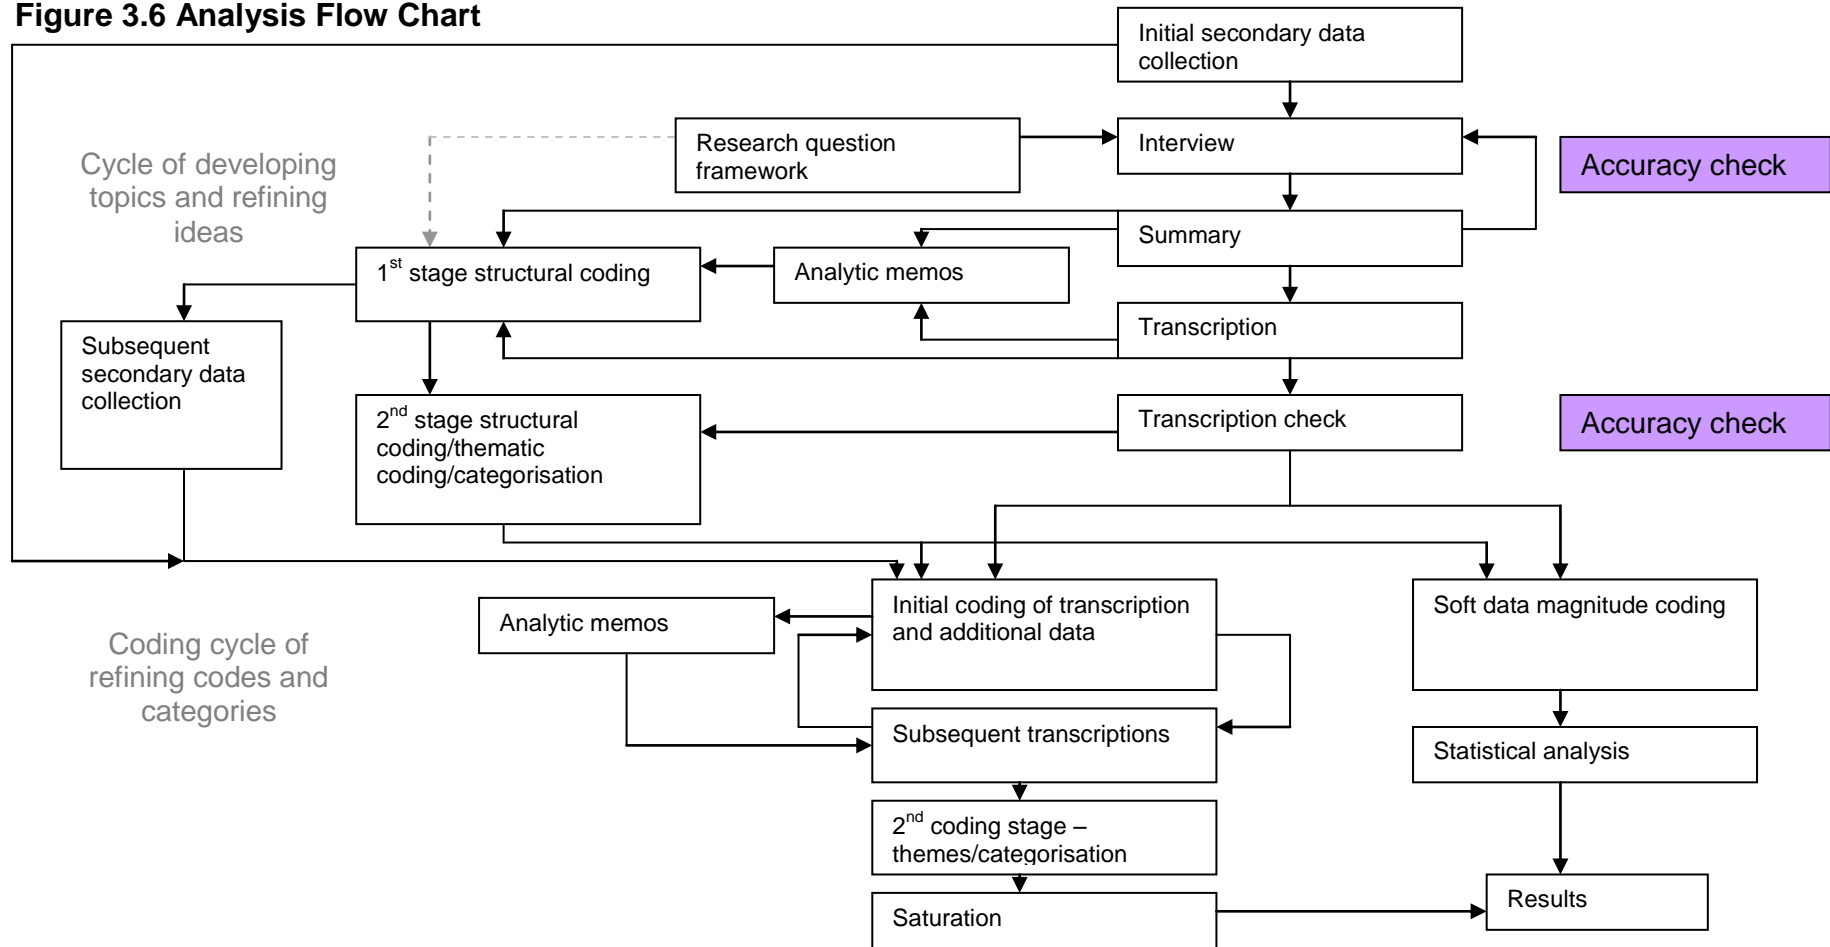 Figure 3.6 Analysis Flow Chart
Initial secondary data
collection
Research question
framework
Interview
Accuracy check
Cycle of developing
topics and refining
ideas
Summary
1st stage structural coding
Analytic memos
Transcription
Subsequent
secondary data
collection
2nd stage structural
coding/thematic
coding/categorisation
Transcription check
Accuracy check
Analytic memos
Initial coding of transcription
and additional data
Soft data magnitude coding
Coding cycle of
refining codes and
categories
Subsequent transcriptions
Statistical analysis
2nd coding stage –
themes/categorisation
Saturation
Results